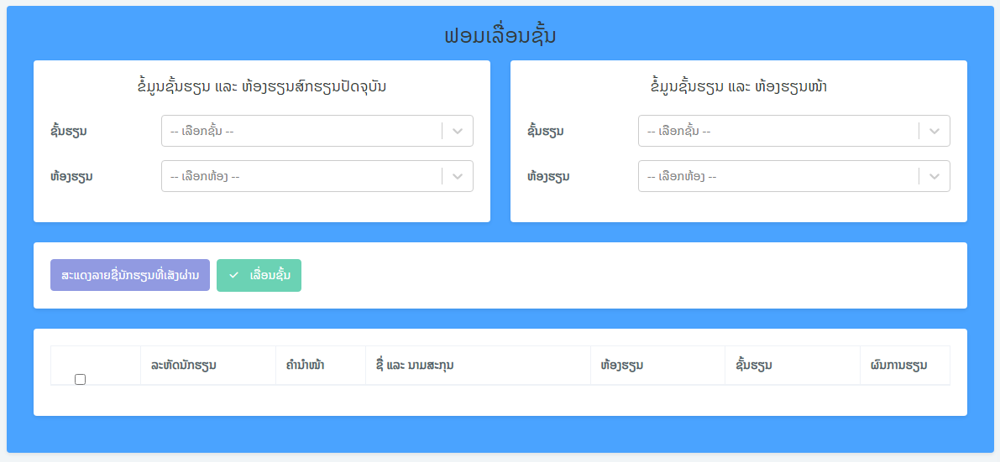 ຟອມເລື່ອນຊັ້ນ
ຂໍ້ມູນຊັ້ນຮຽນ ແລະ ຫ້ອງຮຽນສົກຮຽນປັດຈຸບັນ
ຊັ້ນຮຽນ
-- ເລືອກຊັ້ນ --
ຫ້ອງຮຽນ
-- ເລືອກຫ້ອງ --
ຂໍ້ມູນຊັ້ນຮຽນ ແລະ ຫ້ອງຮຽນໜ້າ
ຊັ້ນຮຽນ
-- ເລືອກຊັ້ນ --
ຫ້ອງຮຽນ
-- ເລືອກຫ້ອງ --
ສະແດງລາຍຊື່ນັກຮຽນທີ່ເສັງຜ່ານ
ເລື່ອນຊັ້ນ
ລະຫັດນັກຮຽນ
ຄຳນຳໜ້າ
ຊື່ ແລະ ນາມສະກຸນ
ຫ້ອງຮຽນ
ຊັ້ນຮຽນ
ຜົນການຮຽນ